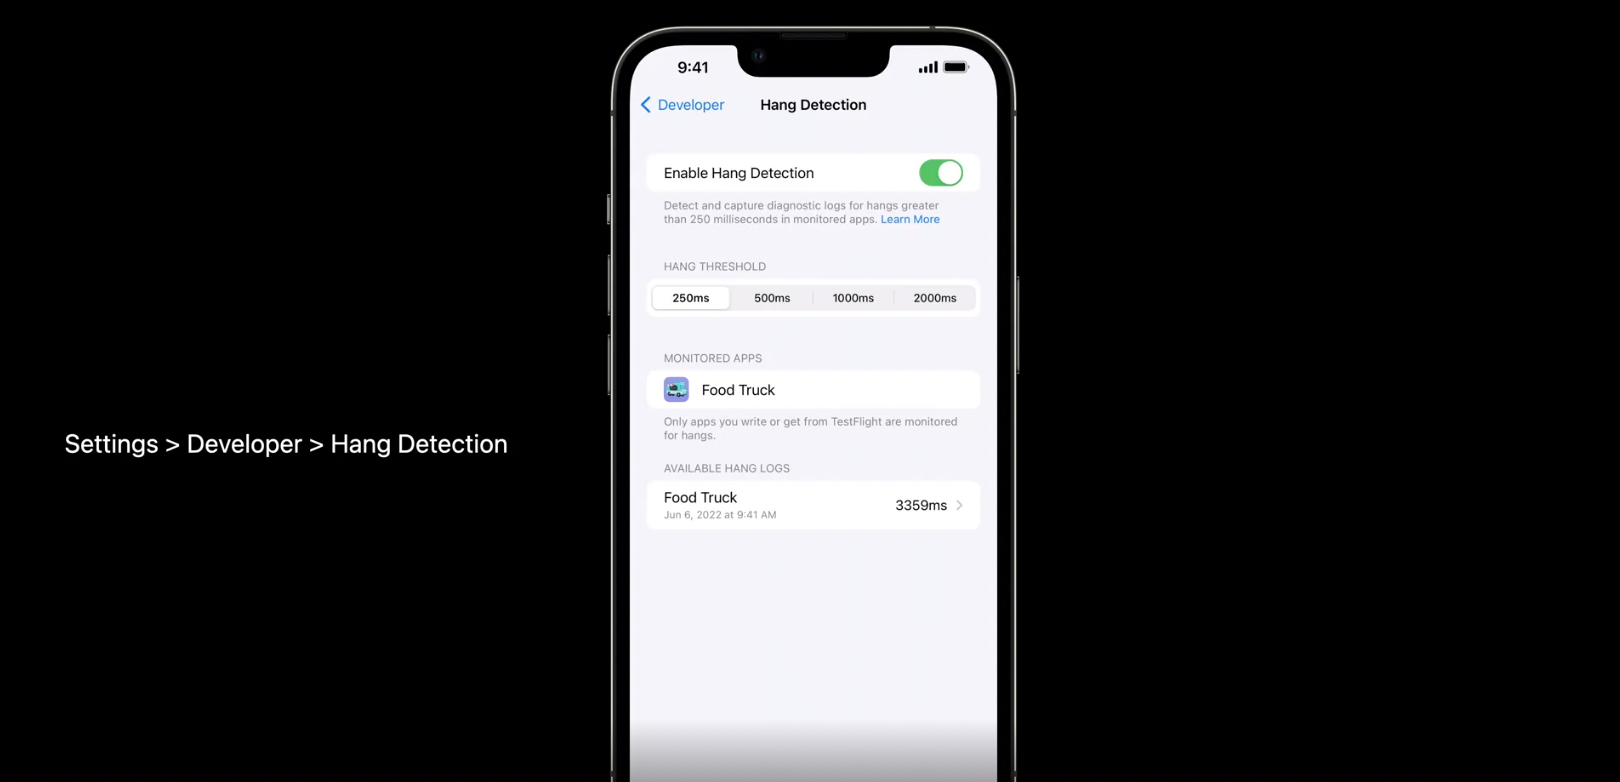 9:41
Developer
Hang Detection
Enable Hang Detection
Detect and capture diagnostic logs for hangs greater
than 250 milliseconds in monitored apps. Learn More
HANG THRESHOLD
250ms 500ms 1000ms 2000ms
MONITORED APPS
Food Truck
Only apps you write or get from TestFlight are monitored
for hangs.
Settings > Developer > Hang Detection
AVAILABLE HANG LOGS
Food Truck
3359ms
Jun 6, 2022 at 9:41 AM